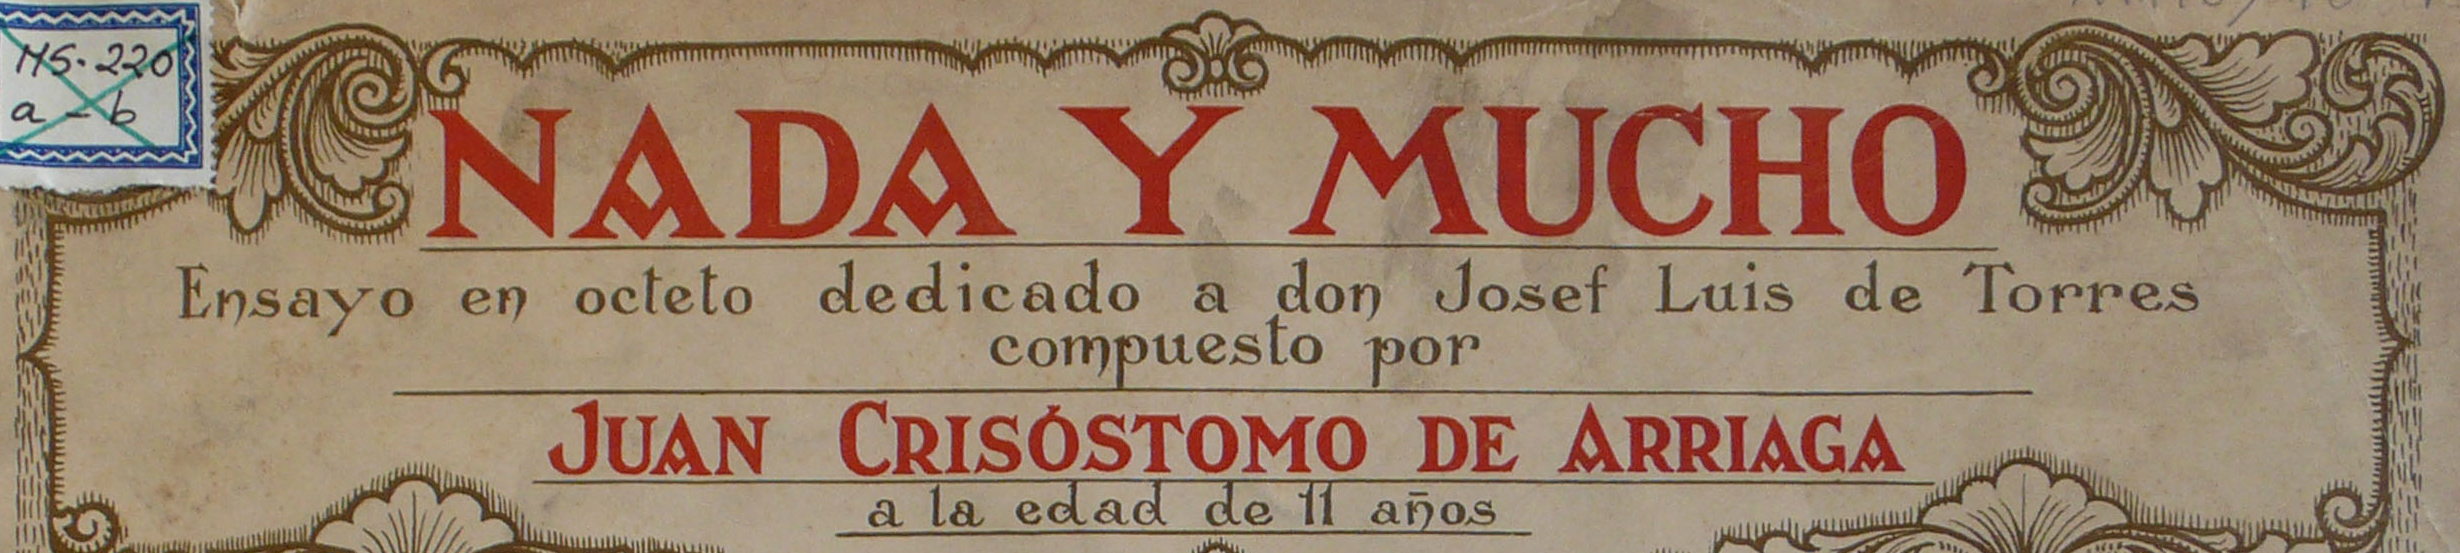 MS. 220
a - b
NADA Y MUCHO
Ensayo en octeto dedicado a don Josef Luis de Torres
compuesto por
JUAN CRISÓSTOMO DE ARRIAGA
a la edad de 11 años